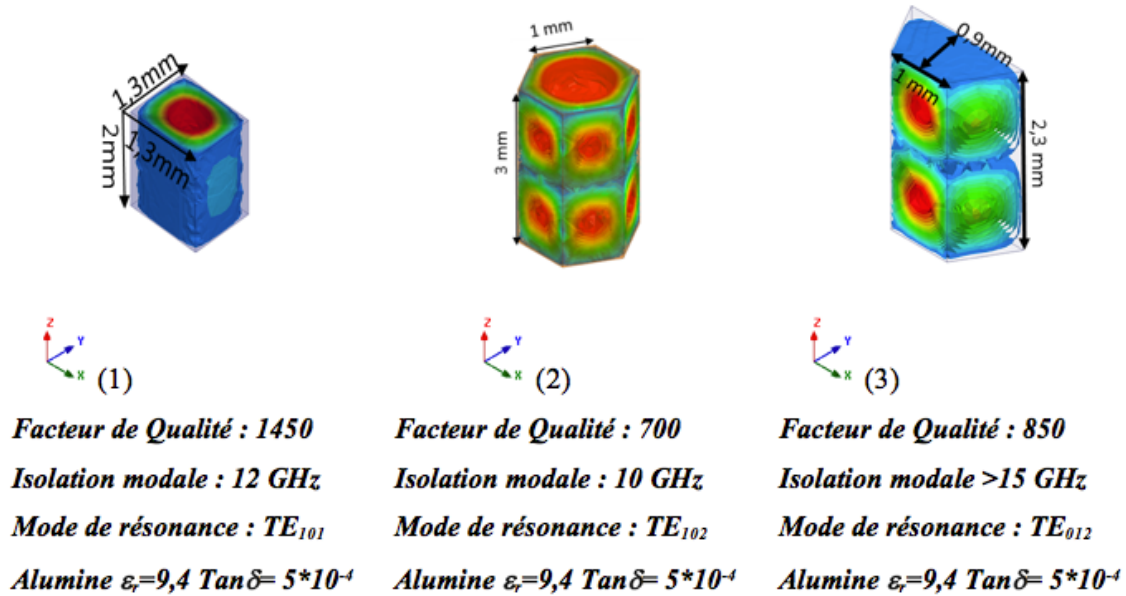 1,3mm
2mm
1,3mm
Z
Y
X
(1)
Facteur de Qualité : 1450
Isolation modale : 12 GHz
Mode de résonance : TE₁₀₁
Alumine εᵣ=9,4 Tanδ= 5*10⁻⁴
1 mm
3 mm
Z
Y
X
(2)
Facteur de Qualité : 700
Isolation modale : 10 GHz
Mode de résonance : TE₁₀₂
Alumine εᵣ=9,4 Tanδ= 5*10⁻⁴
0,9mm
1 mm
2,3 mm
Z
Y
X
(3)
Facteur de Qualité : 850
Isolation modale >15 GHz
Mode de résonance : TE₀₁₂
Alumine εᵣ=9,4 Tanδ= 5*10⁻⁴